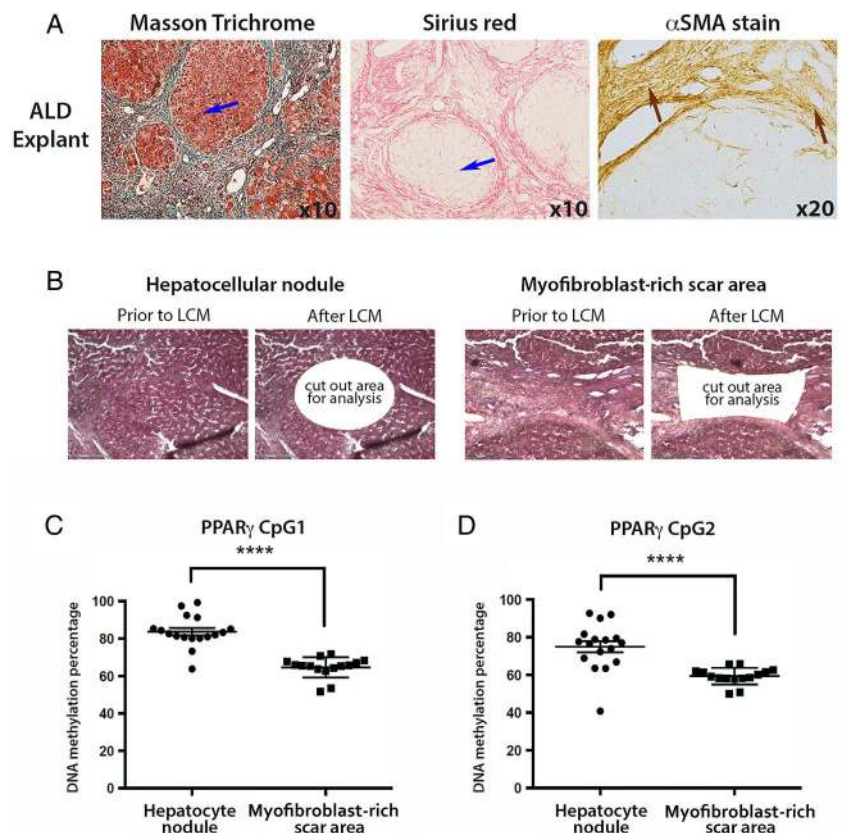 A
Masson Trichrome
Sirius red
αSMA stain
ALD
Explant
x10
x10
x20
B
Hepatocellular nodule
Myofibroblast-rich scar area
Prior to LCM
After LCM
Prior to LCM
After LCM
cut out area
for analysis
cut out area
for analysis
C
PPARγ CpG1
****
DNA methylation percentage
100
80
60
40
20
0
Hepatocyte
nodule
Myofibroblast-rich
scar area
D
PPARγ CpG2
****
DNA methylation percentage
100
80
60
40
20
0
Hepatocyte
nodule
Myofibroblast-rich
scar area